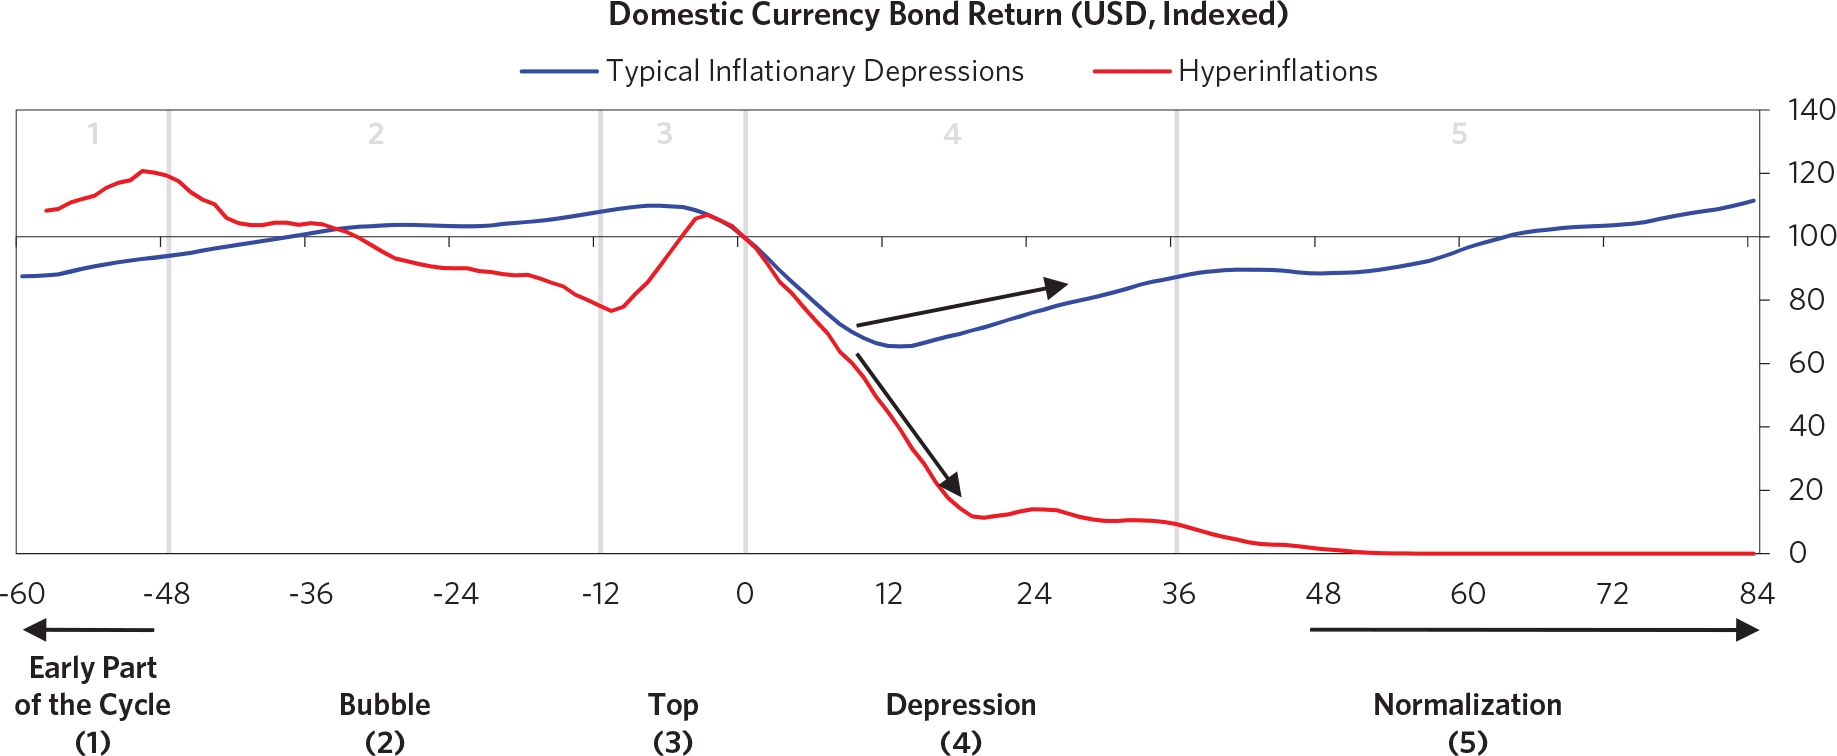 Domestic Currency Bond Return (USD, Indexed)
Typical Inflationary Depressions Hyperinflations
1 2 3 4 5
140
120
100
80
60
40
20
0
-60 -48 -36 -24 -12 0 12 24 36 48 60 72 84
Early Part
of the Cycle Bubble Top Depression Normalization
(1) (2) (3) (4) (5)